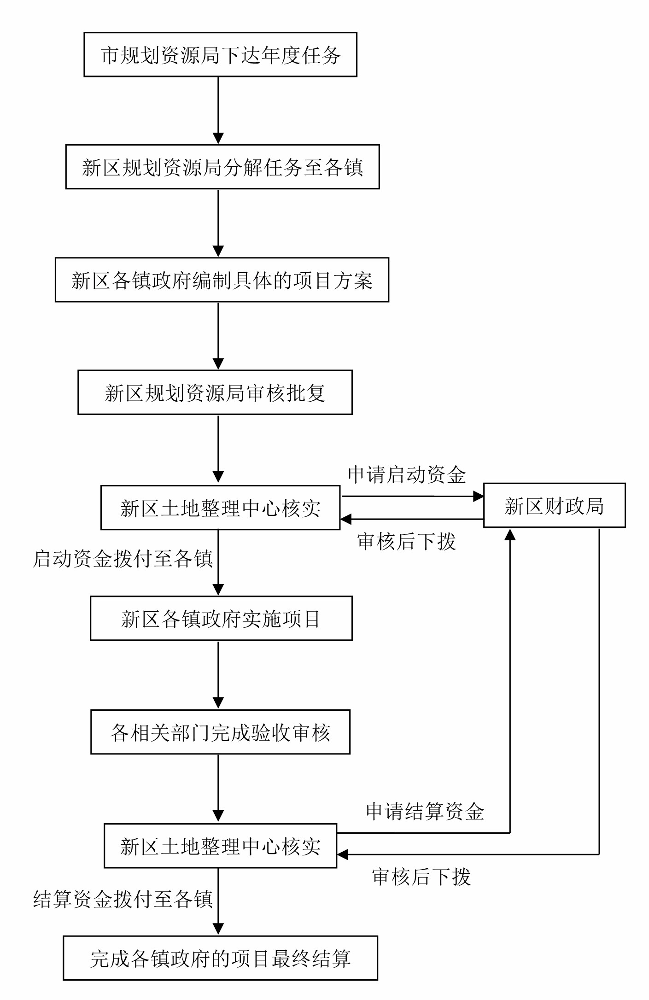 市规划资源局下达年度任务
新区规划资源局分解任务至各镇
新区各镇政府编制具体的项目方案
新区规划资源局审核批复
申请启动资金
新区土地整理中心核实
新区财政局
审核后下拨
启动资金拨付至各镇
新区各镇政府实施项目
各相关部门完成验收审核
申请结算资金
新区土地整理中心核实
审核后下拨
结算资金拨付至各镇
完成各镇政府的项目最终结算